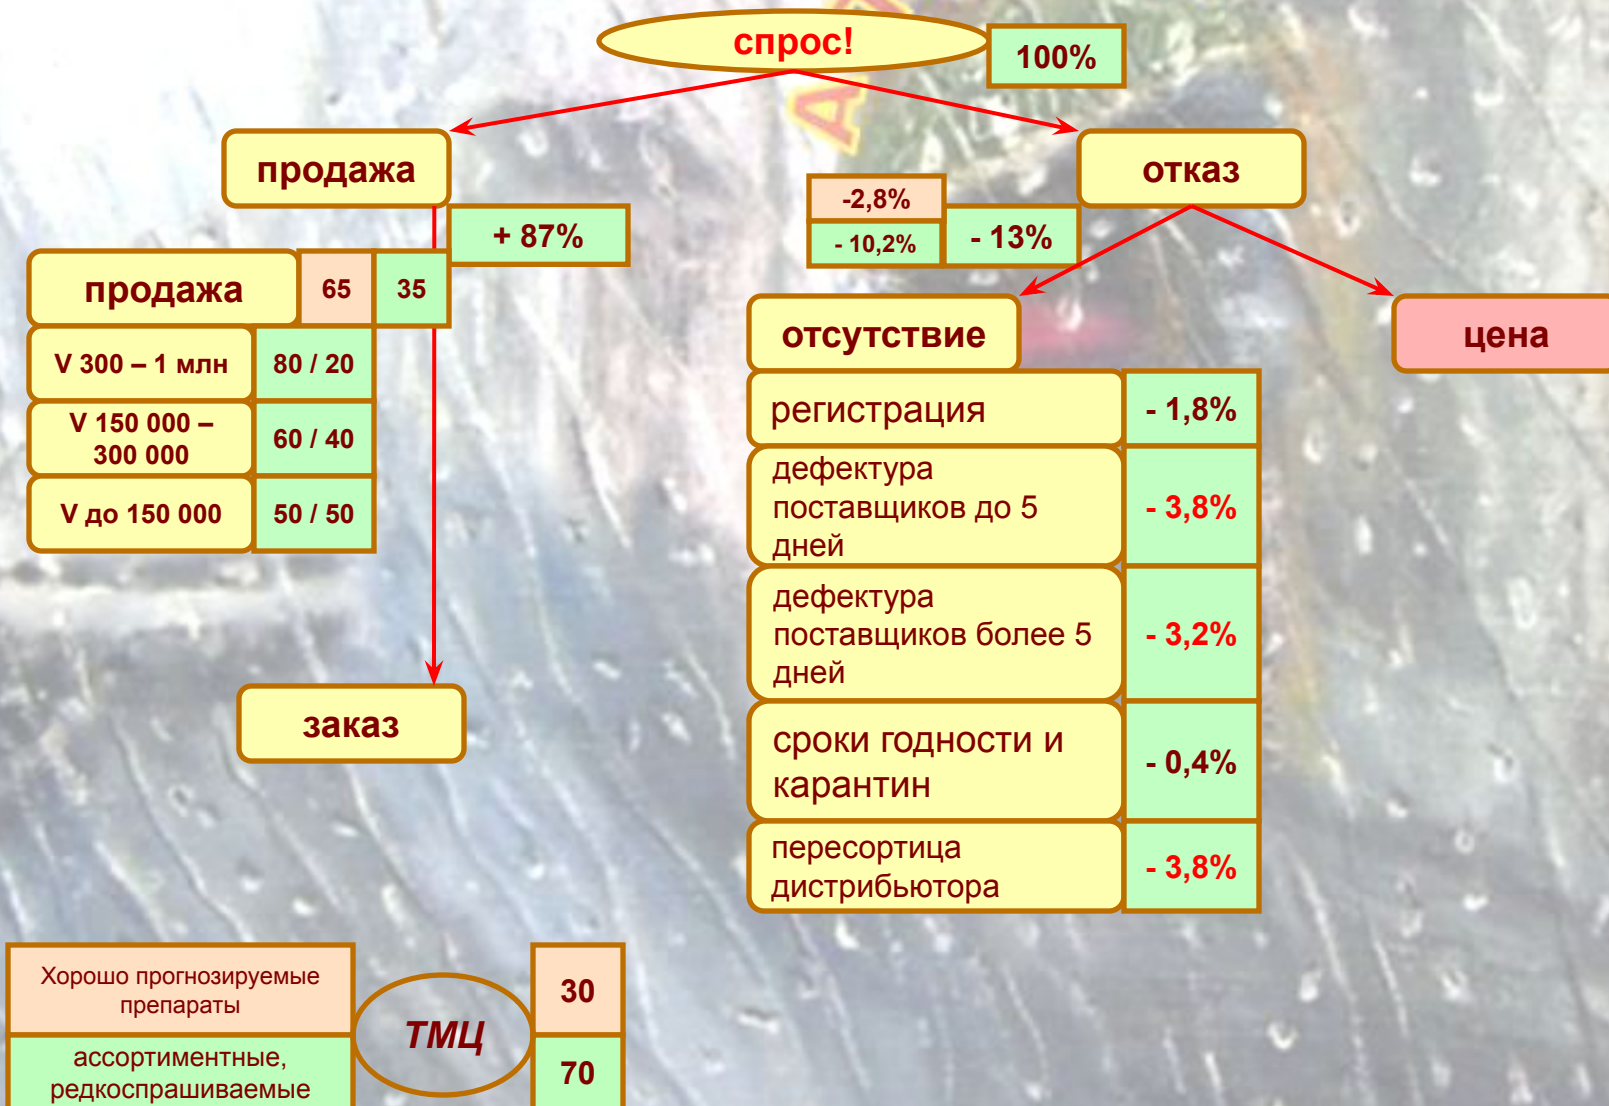 спрос!
100%
продажа
отказ
-2,8%
- 10,2%
- 13%
+ 87%
продажа
65
35
V 300 – 1 млн
80 / 20
V 150 000 –
300 000
60 / 40
V до 150 000
50 / 50
заказ
отсутствие
цена
регистрация
- 1,8%
дефектура
поставщиков до 5
дней
- 3,8%
дефектура
поставщиков более 5
дней
- 3,2%
сроки годности и
карантин
- 0,4%
пересортица
дистрибьютора
- 3,8%
Хорошо прогнозируемые
препараты
30
ТМЦ
ассортиментные,
редкоспрашиваемые
70